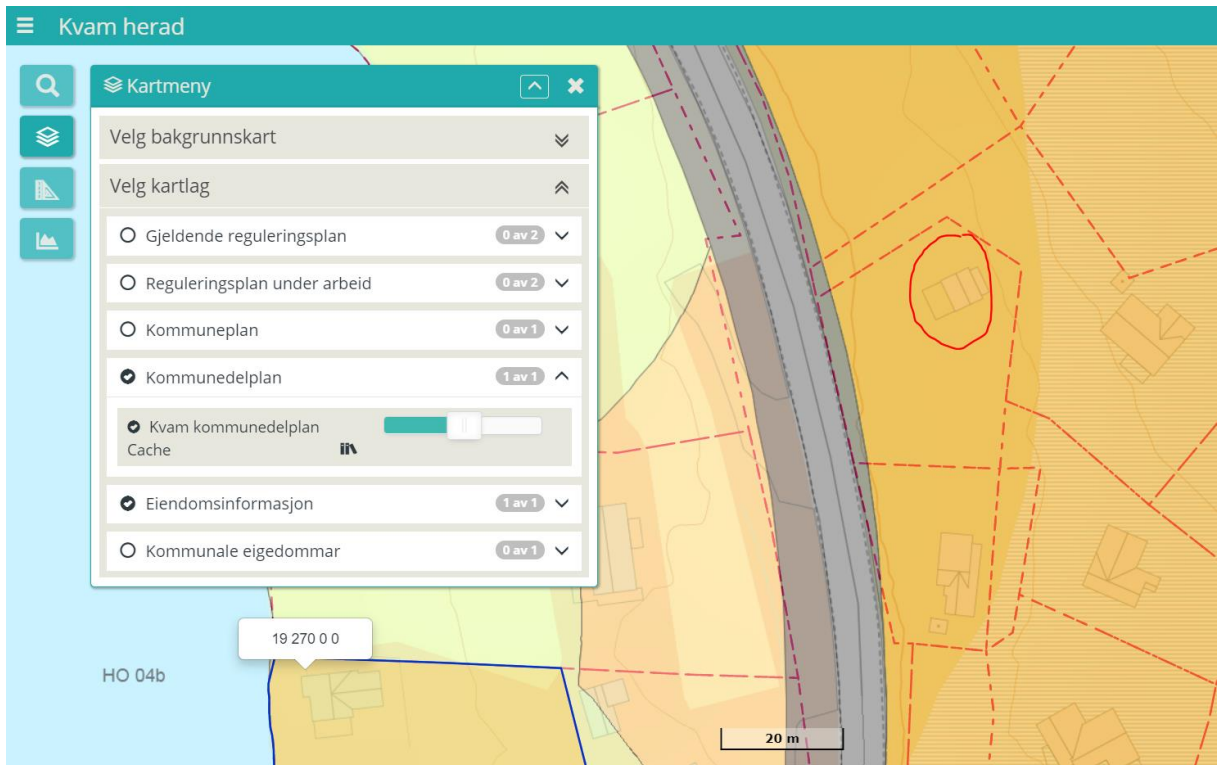 Kvam herad
Kartmeny
Velg bakgrunnskart
Velg kartlag
Gjeldende reguleringsplan 0 av 2
Reguleringsplan under arbeid 0 av 2
Kommuneplan 0 av 1
Kommunedelplan 1 av 1
Kvam kommunedelplan
Cache
Eiendomsinformasjon 1 av 1
Kommunale eigedommar 0 av 1
19 270 0 0
HO 04b
20 m